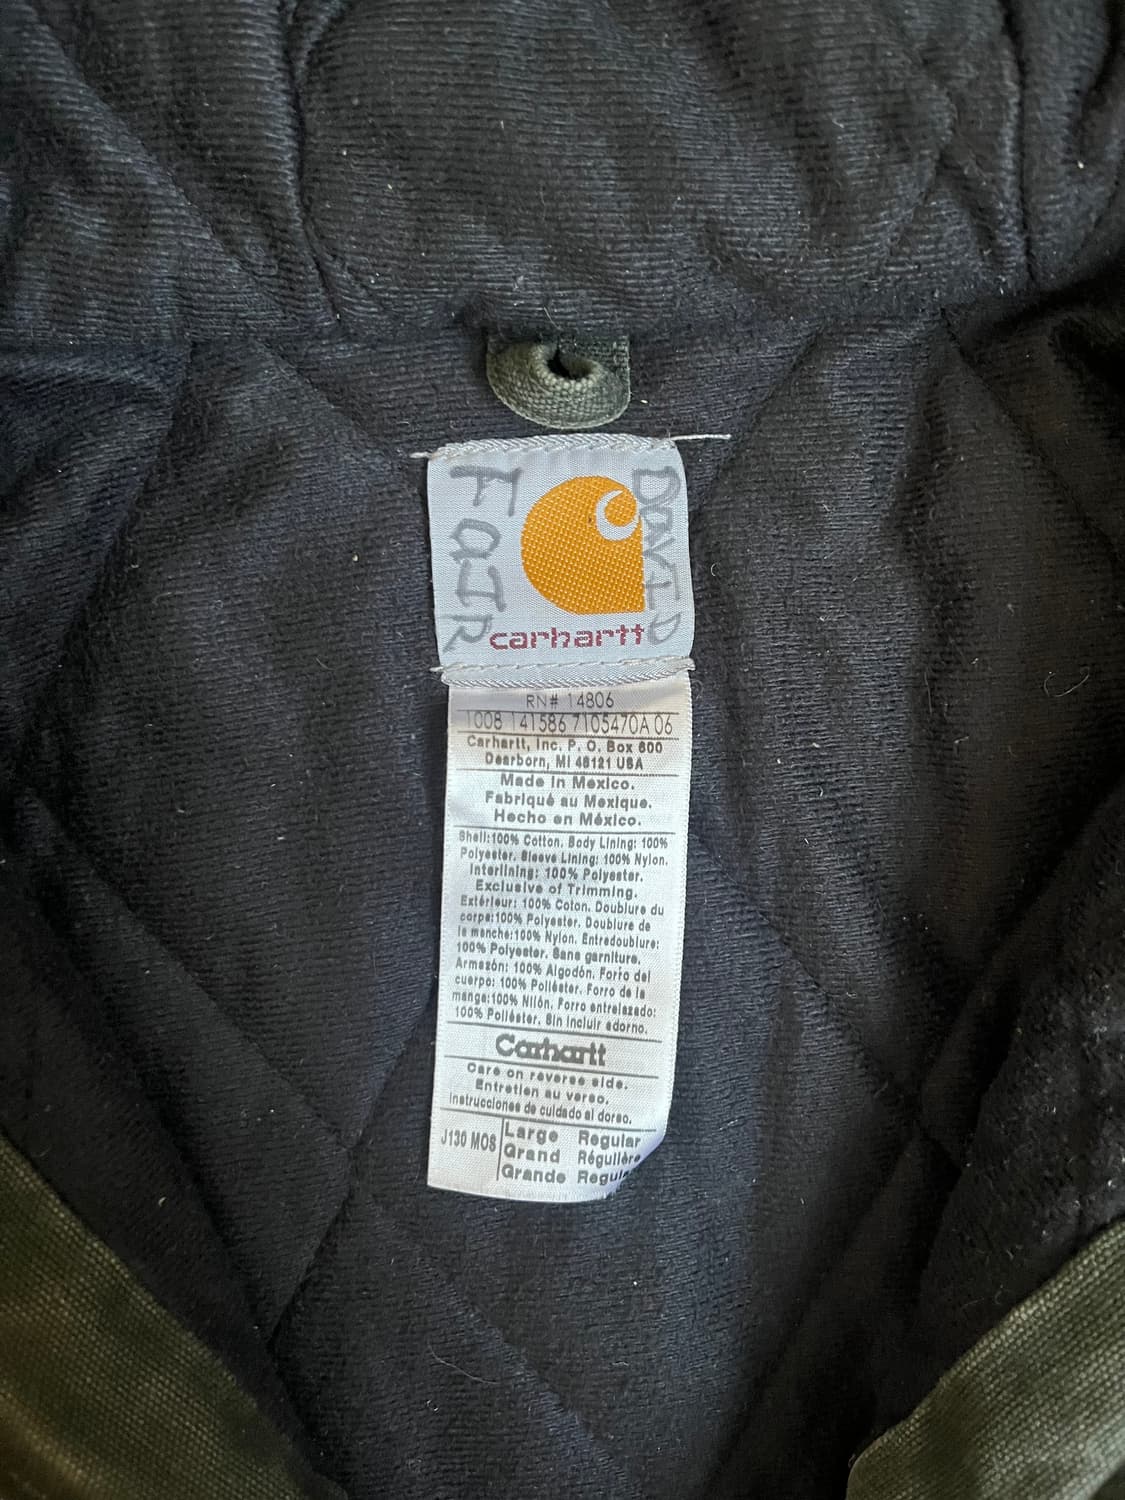 FaIR
DavID
carhartt
RN# 14806
1008 141586 7105470A 06
Carhartt, Inc. P. O. Box 600
Dearborn, MI 48121 USA
Made in Mexico.
Fabriqué au Mexique.
Hecho en México.
Shell:100% Cotton. Body Lining: 100%
Polyester. Sleeve Lining: 100% Nylon.
Interlining: 100% Polyester.
Exclusive of Trimming.
Extérieur: 100% Coton. Doublure du
corps:100% Polyester. Doublure de
la manche:100% Nylon. Entredoublure:
100% Polyester. Sans garniture.
Armazón: 100% Algodón. Forro del
cuerpo: 100% Poliéster. Forro de la
manga:100% Nilón. Forro entrelazado:
100% Poliéster. Sin incluir adorno.
Carhartt
Care on reverse side.
Entretien au verso.
Instrucciones de cuidado al dorso.
J130 MOS
Large Regular
Grand Régulière
Grande Regul